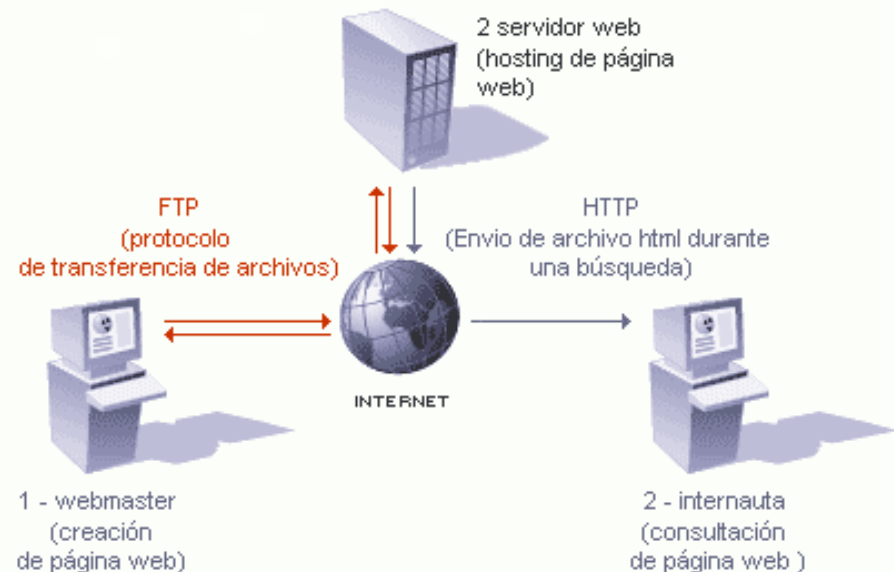 2 servidor web
(hosting de página
web)
FTP
(protocolo
de transferencia de archivos)
HTTP
(Envio de archivo html durante
una búsqueda)
INTERNET
1 - webmaster
(creación
de página web)
2 - internauta
(consultación
de página web )